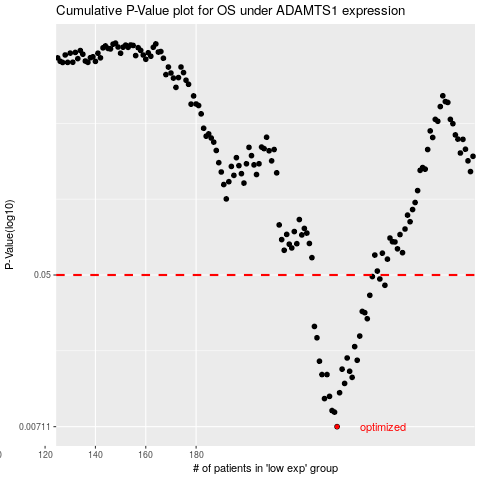 Cumulative P-Value plot for OS under ADAMTS1 expression
P-Value(log10)
0.05
0.00711
optimized
0 120 140 160 180
# of patients in 'low exp' group